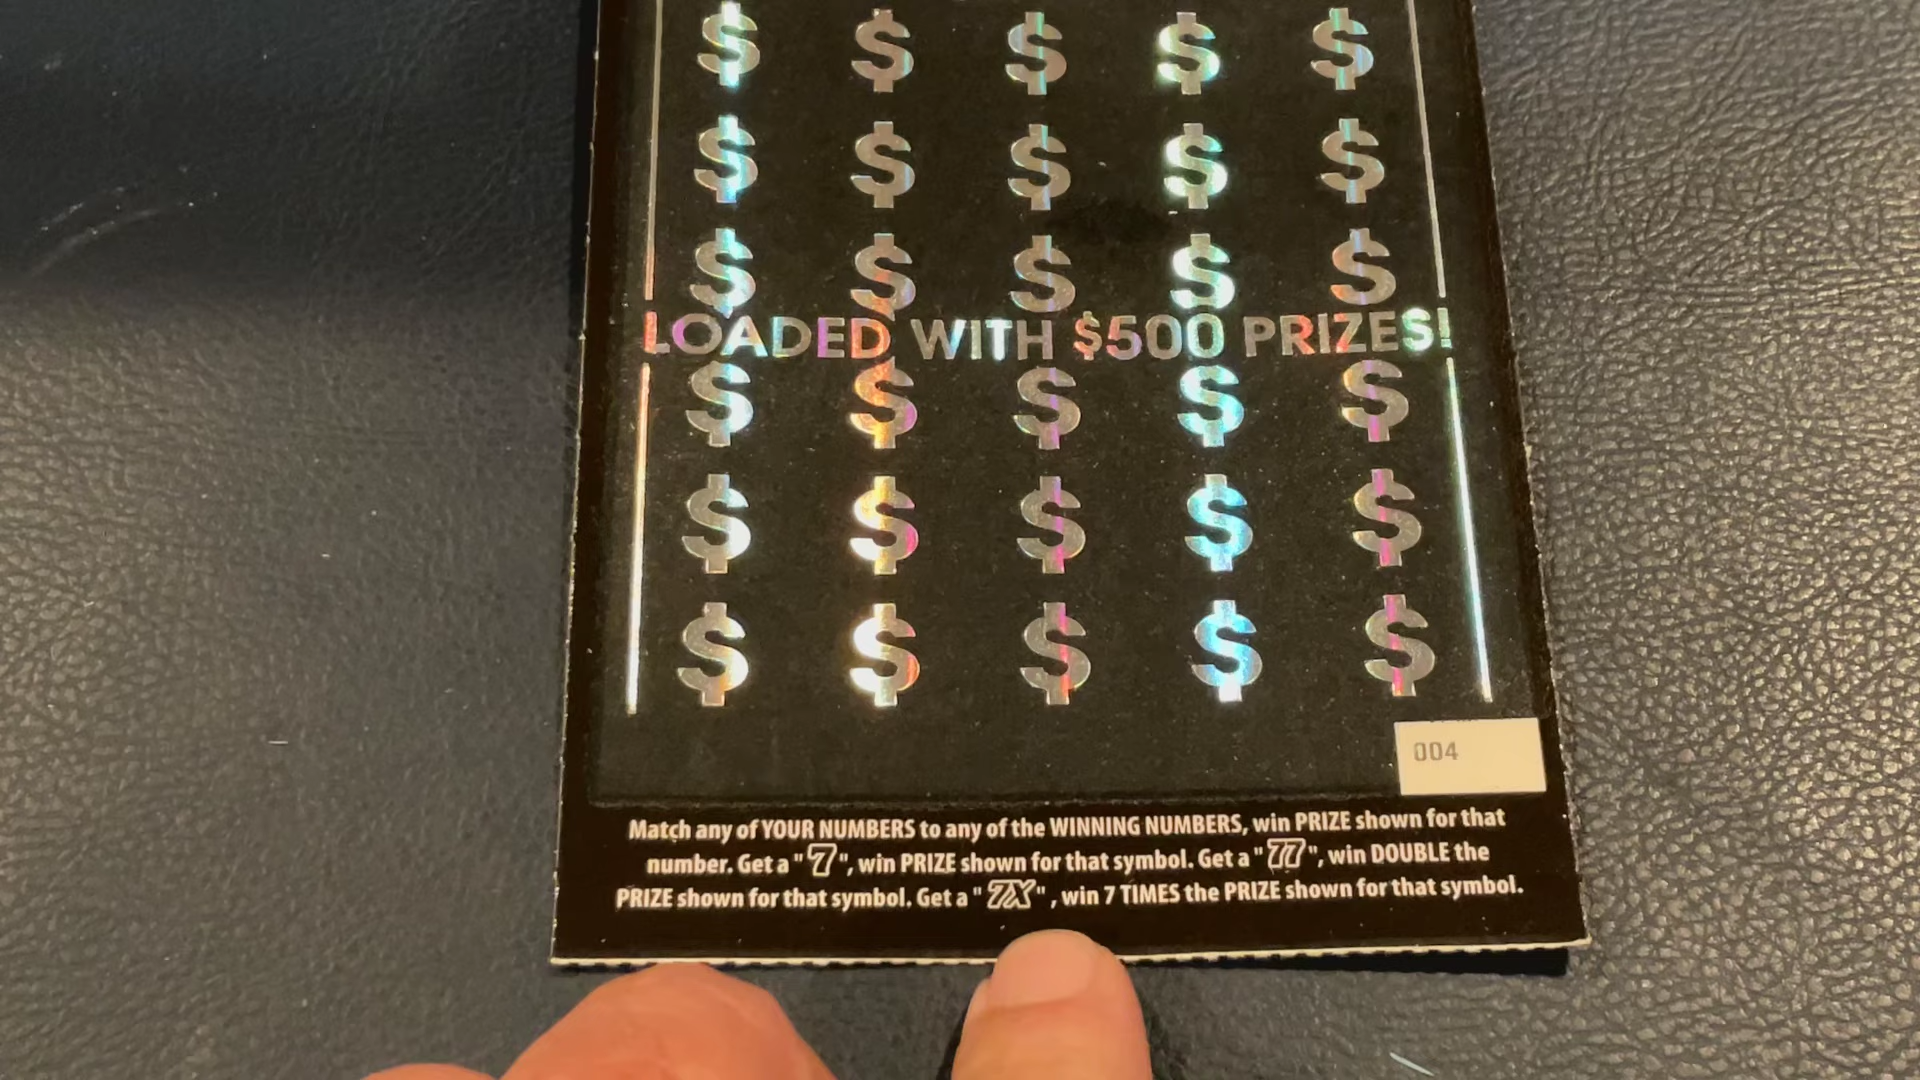 $ $ $ $ $
$ $ $ $ $
$ $ $ $ $
LOADED WITH $500 PRIZES!
$ $ $ $ $
$ $ $ $ $
$ $ $ $ $
004
Match any of YOUR NUMBERS to any of the WINNING NUMBERS, win PRIZE shown for that
number. Get a "7", win PRIZE shown for that symbol. Get a "77", win DOUBLE the
PRIZE shown for that symbol. Get a "7X" , win 7 TIMES the PRIZE shown for that symbol.